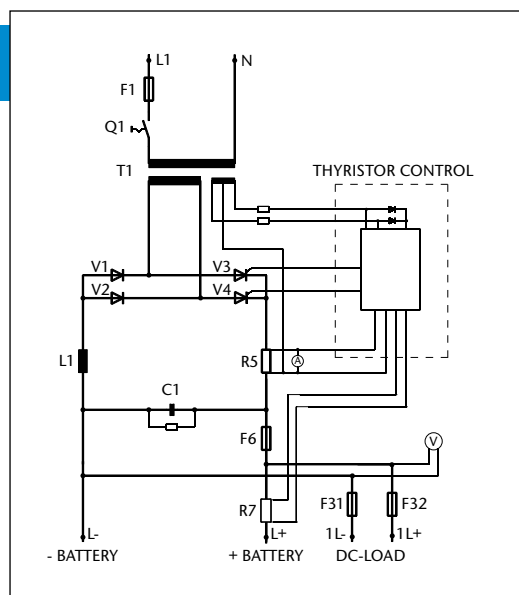 L1 N
F1
Q1
T1
THYRISTOR CONTROL
V1 V3
V2 V4
L1 R5 A
C1
F6
V
R7 F31 F32
L- L+ 1L- 1L+
- BATTERY + BATTERY DC-LOAD